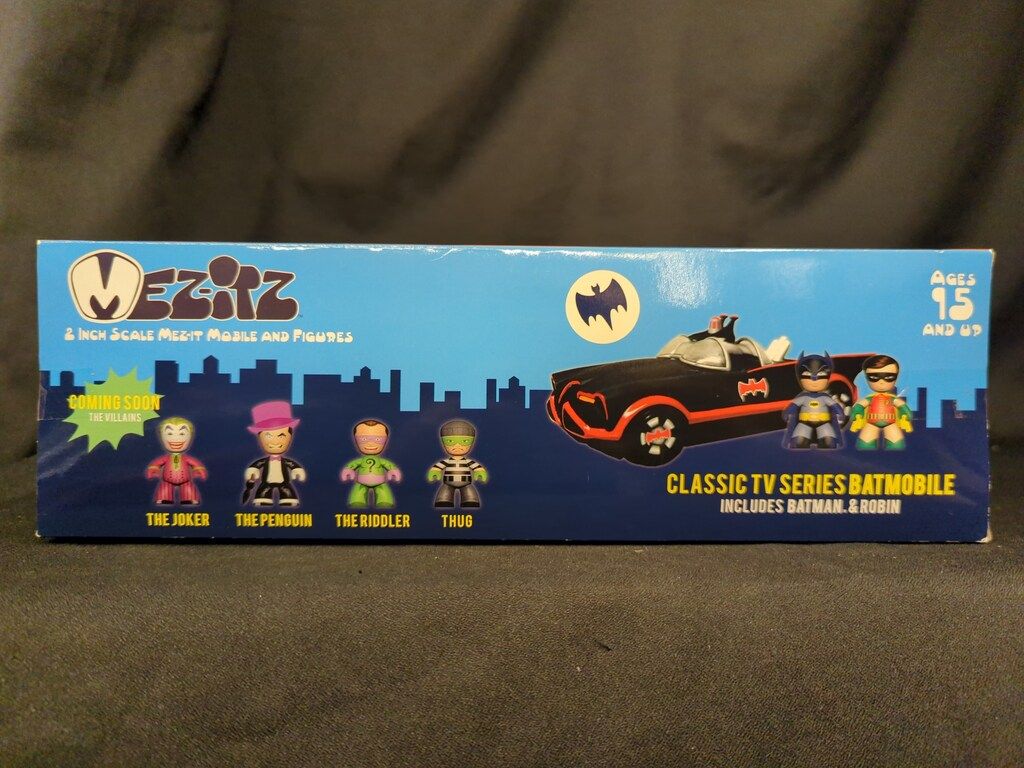 MEZ-ITZ
2 INCH SCALE MEZ-IT MOBILE AND FIGURES
COMING SOON
THE VILLAINS
THE JOKER
THE PENGUIN
THE RIDDLER
THUG
AGES
15
AND UP
CLASSIC TV SERIES BATMOBILE
INCLUDES BATMAN & ROBIN